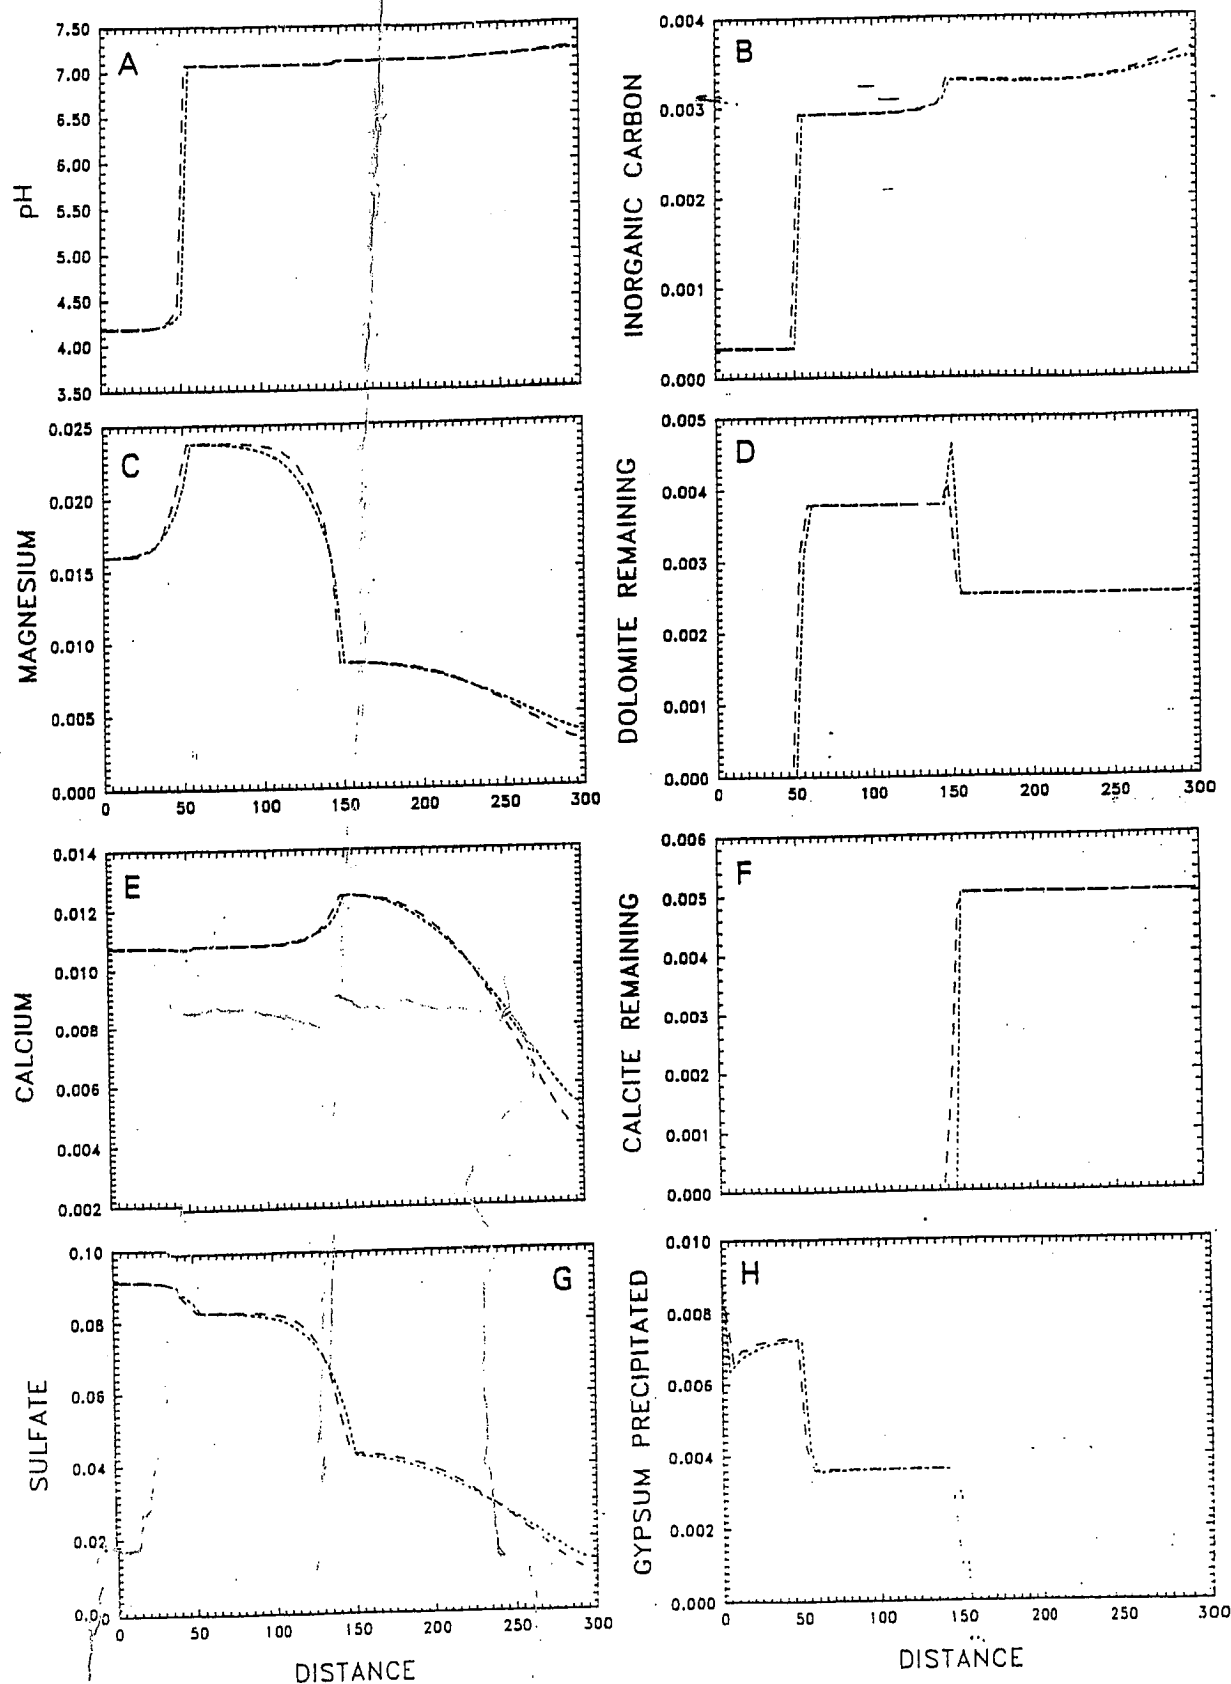 A
7.50
7.00
6.50
6.00
5.50
5.00
4.50
4.00
3.50
pH
B
0.004
0.003
0.002
0.001
0.000
INORGANIC CARBON
C
0.025
0.020
0.015
0.010
0.005
0.000
0 50 100 150 200 250 300
MAGNESIUM
D
0.005
0.004
0.003
0.002
0.001
0.000
0 50 100 150 200 250 300
DOLOMITE REMAINING
E
0.014
0.012
0.010
0.008
0.006
0.004
0.002
CALCIUM
F
0.006
0.005
0.004
0.003
0.002
0.001
0.000
CALCITE REMAINING
G
0.10
0.08
0.06
0.04
0.02
0.00
0 50 100 150 200 250 300
SULFATE
DISTANCE
H
0.010
0.008
0.006
0.004
0.002
0.000
0 50 100 150 200 250 300
GYPSUM PRECIPITATED
DISTANCE